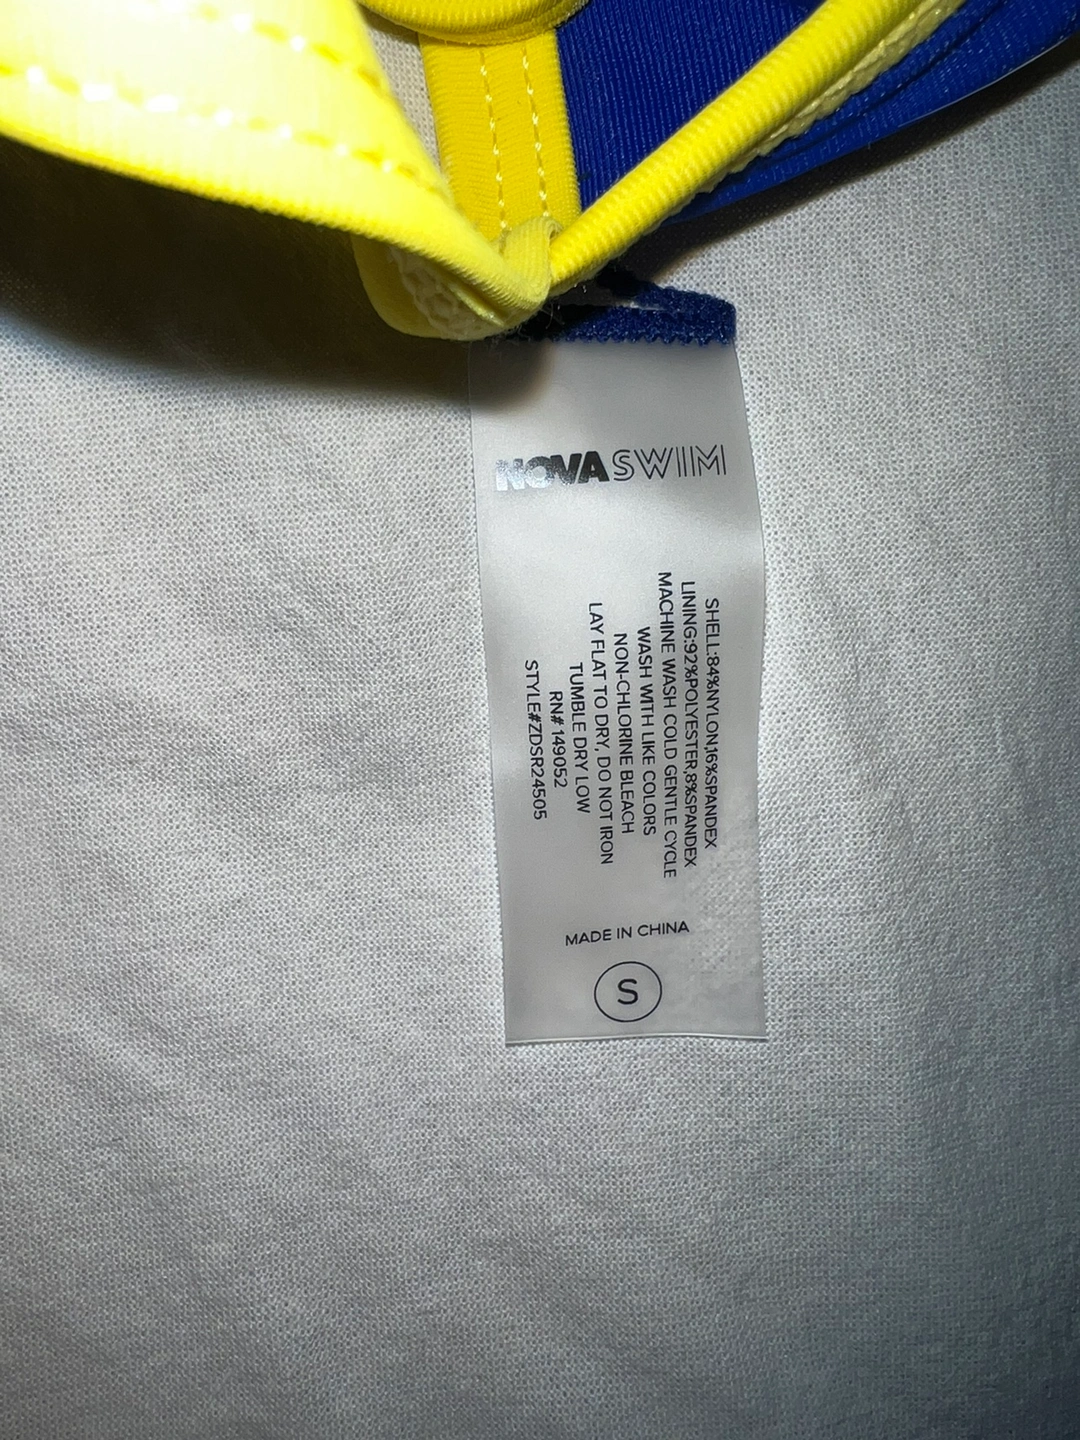 NOVASWIM
SHELL:84%NYLON,16%SPANDEX
LINING:92%POLYESTER,8%SPANDEX
MACHINE WASH COLD GENTLE CYCLE
WASH WITH LIKE COLORS
NON-CHLORINE BLEACH
LAY FLAT TO DRY, DO NOT IRON
TUMBLE DRY LOW
RN# 149052
STYLE#ZDSR24505
MADE IN CHINA
S